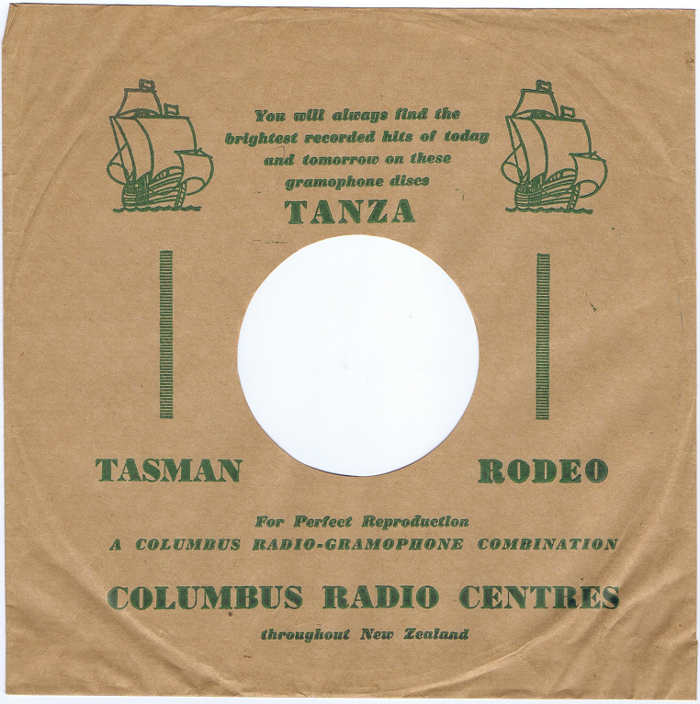 You will always find the
brightest recorded hits of today
and tomorrow on these
gramophone discs
TANZA
TASMAN
RODEO
For Perfect Reproduction
A COLUMBUS RADIO-GRAMOPHONE COMBINATION
COLUMBUS RADIO CENTRES
throughout New Zealand